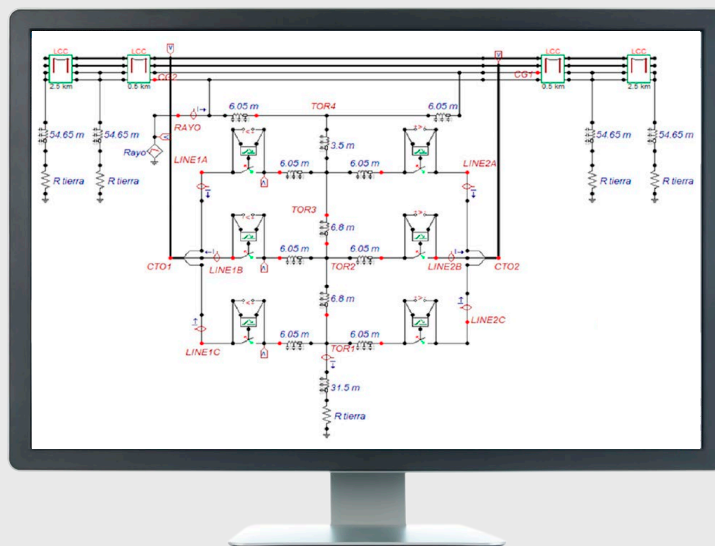 LCC LCC V V LCC LCC
CG2 CG1
2.5 km 0.5 km 0.5 km 2.5 km
6.05 m TOR4 6.05 m
RAYO
54.65 m 54.65 m Rayo 3.5 m 54.65 m 54.65 m
LINE1A LINE2A
R tierra R tierra 6.05 m 6.05 m R tierra R tierra
TOR3
6.8 m
6.05 m 6.05 m
CTO1 LINE1B TOR2 LINE2B CTO2
6.8 m
LINE2C
6.05 m 6.05 m
LINE1C TOR1
31.5 m
R tierra